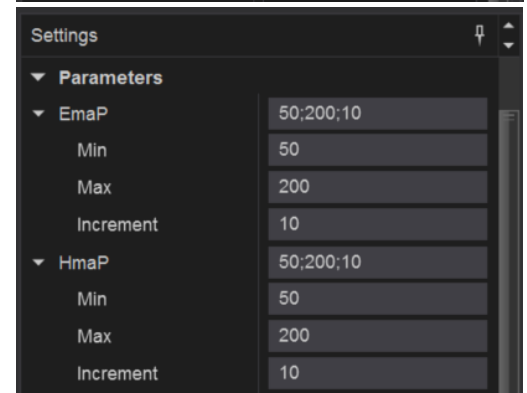 Settings
Parameters
EmaP 50;200;10
Min 50
Max 200
Increment 10
HmaP 50;200;10
Min 50
Max 200
Increment 10